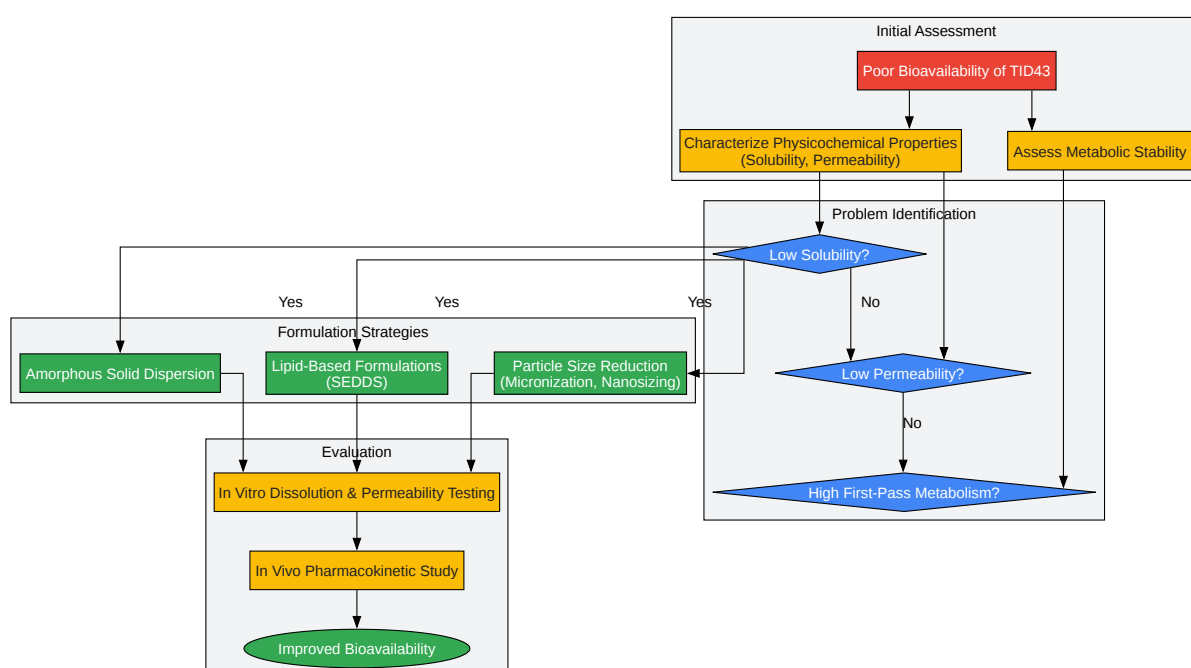 Initial Assessment
Poor Bioavailability of TID43
Characterize Physicochemical Properties
(Solubility, Permeability)
Assess Metabolic Stability
Problem Identification
Low Solubility?
Yes
Yes
Yes
No
Formulation Strategies
Amorphous Solid Dispersion
Lipid-Based Formulations
(SEDDS)
Particle Size Reduction
(Micronization, Nanosizing)
Low Permeability?
No
Evaluation
In Vitro Dissolution & Permeability Testing
High First-Pass Metabolism?
In Vivo Pharmacokinetic Study
Improved Bioavailability